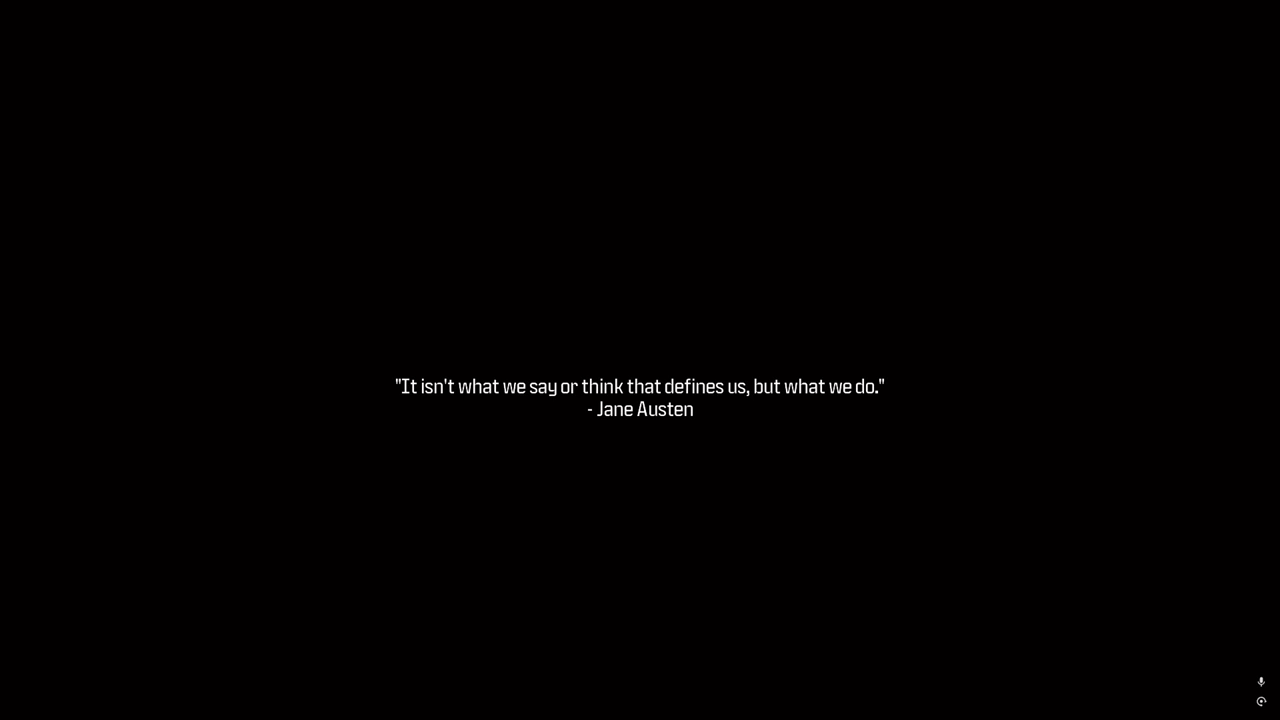 "It isn't what we say or think that defines us, but what we do."
- Jane Austen